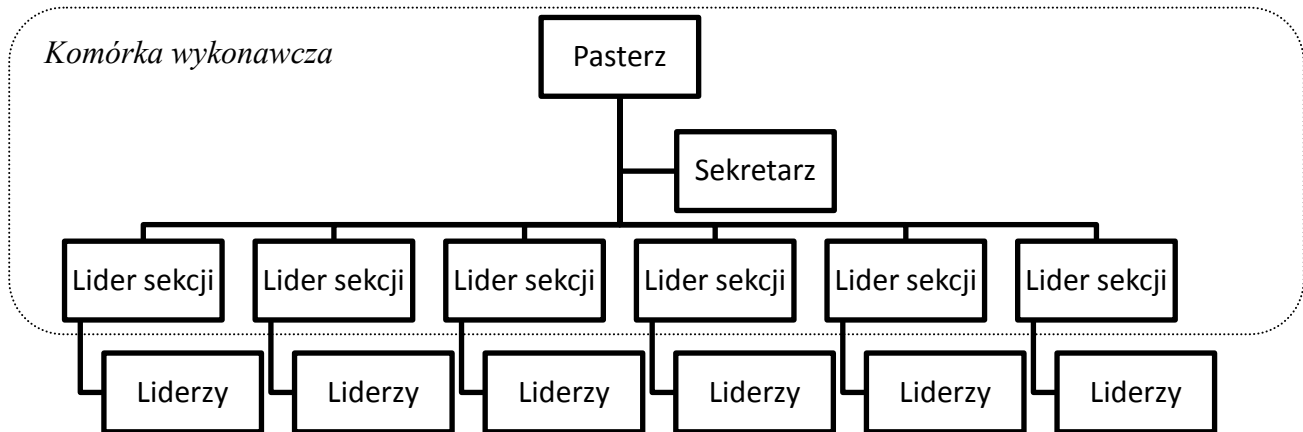 Komórka wykonawcza
Pasterz
Sekretarz
Lider sekcji
Lider sekcji
Lider sekcji
Lider sekcji
Lider sekcji
Lider sekcji
Liderzy
Liderzy
Liderzy
Liderzy
Liderzy
Liderzy